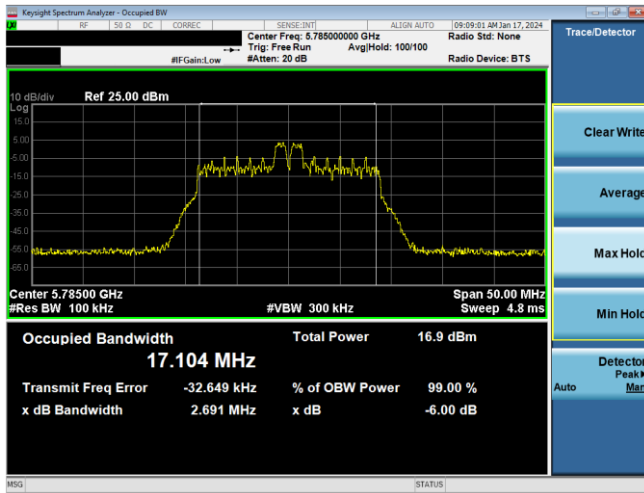 Keysight Spectrum Analyzer - Occupied BW
RF 50 Ω DC CORREC SENSE:INT ALIGN AUTO 09:09:01 AM Jan 17, 2024
Center Freq: 5.785000000 GHz Radio Std: None
Trig: Free Run Avg|Hold: 100/100
#IFGain:Low #Atten: 20 dB Radio Device: BTS
10 dB/div Ref 25.00 dBm
Log
15.0
5.00
-5.00
-15.0
-25.0
-35.0
-45.0
-55.0
-65.0
Center 5.78500 GHz Span 50.00 MHz
#Res BW 100 kHz #VBW 300 kHz Sweep 4.8 ms
Occupied Bandwidth Total Power 16.9 dBm
17.104 MHz
Transmit Freq Error -32.649 kHz % of OBW Power 99.00 %
x dB Bandwidth 2.691 MHz x dB -6.00 dB
MSG STATUS
Trace/Detector
Clear Write
Average
Max Hold
Min Hold
Detector
Peak
Auto Man